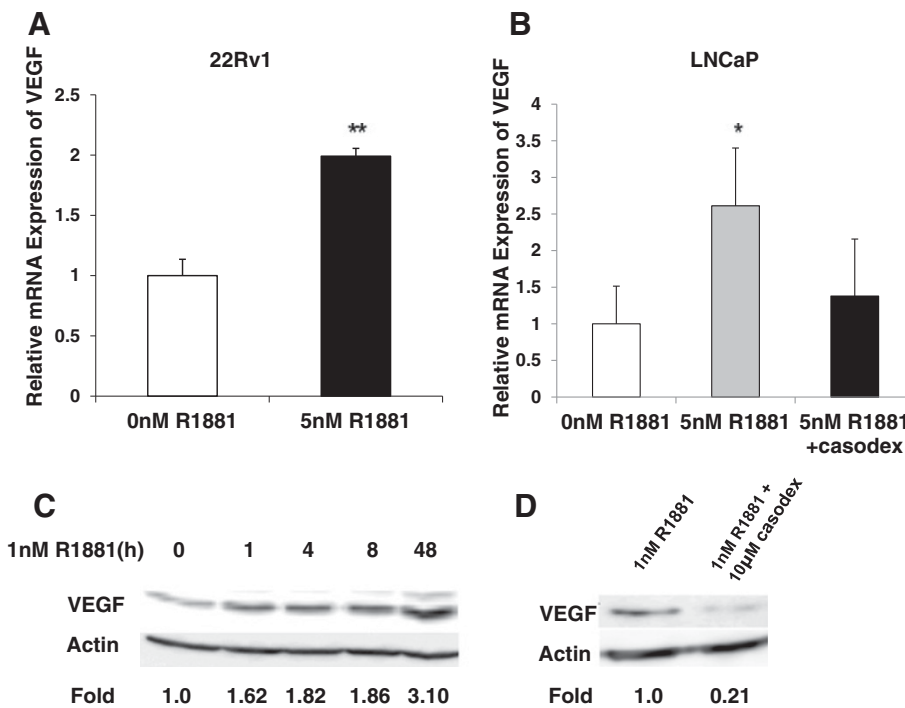 A
22Rv1
Relative mRNA Expression of VEGF
2.5
2
1.5
1
0.5
0
**
0nM R1881
5nM R1881
B
LNCaP
Relative mRNA Expression of VEGF
4
3.5
3
2.5
2
1.5
1
0.5
0
*
0nM R1881
5nM R1881
5nM R1881
+casodex
C
1nM R1881(h) 0 1 4 8 48
VEGF
Actin
Fold 1.0 1.62 1.82 1.86 3.10
D
1nM R1881
1nM R1881 +
10µM casodex
VEGF
Actin
Fold 1.0 0.21